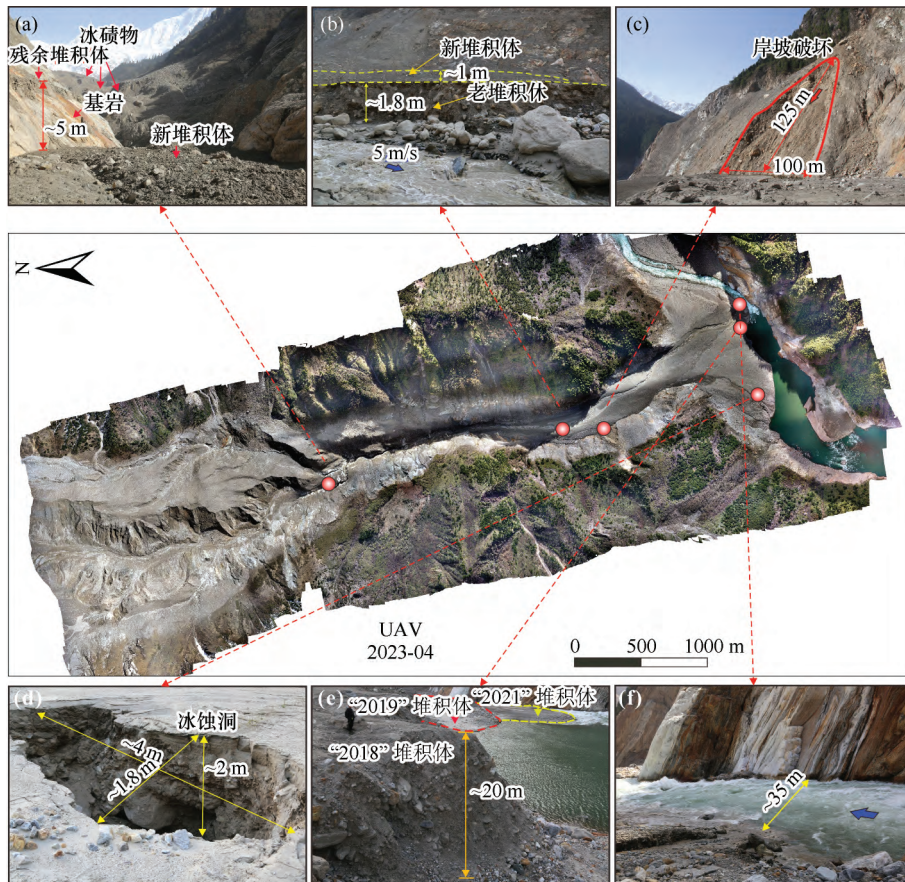 (a)
冰碛物
残余堆积体
基岩
~5 m
新堆积体
(b)
新堆积体
~1 m
~1.8 m
老堆积体
5 m/s
(c)
岸坡破坏
125 m
100 m
N
UAV
2023-04
0 500 1000 m
(d)
冰蚀洞
~4 m
~1.8 m
~2 m
(e)
“2019” 堆积体
“2021” 堆积体
“2018” 堆积体
~20 m
(f)
~35 m